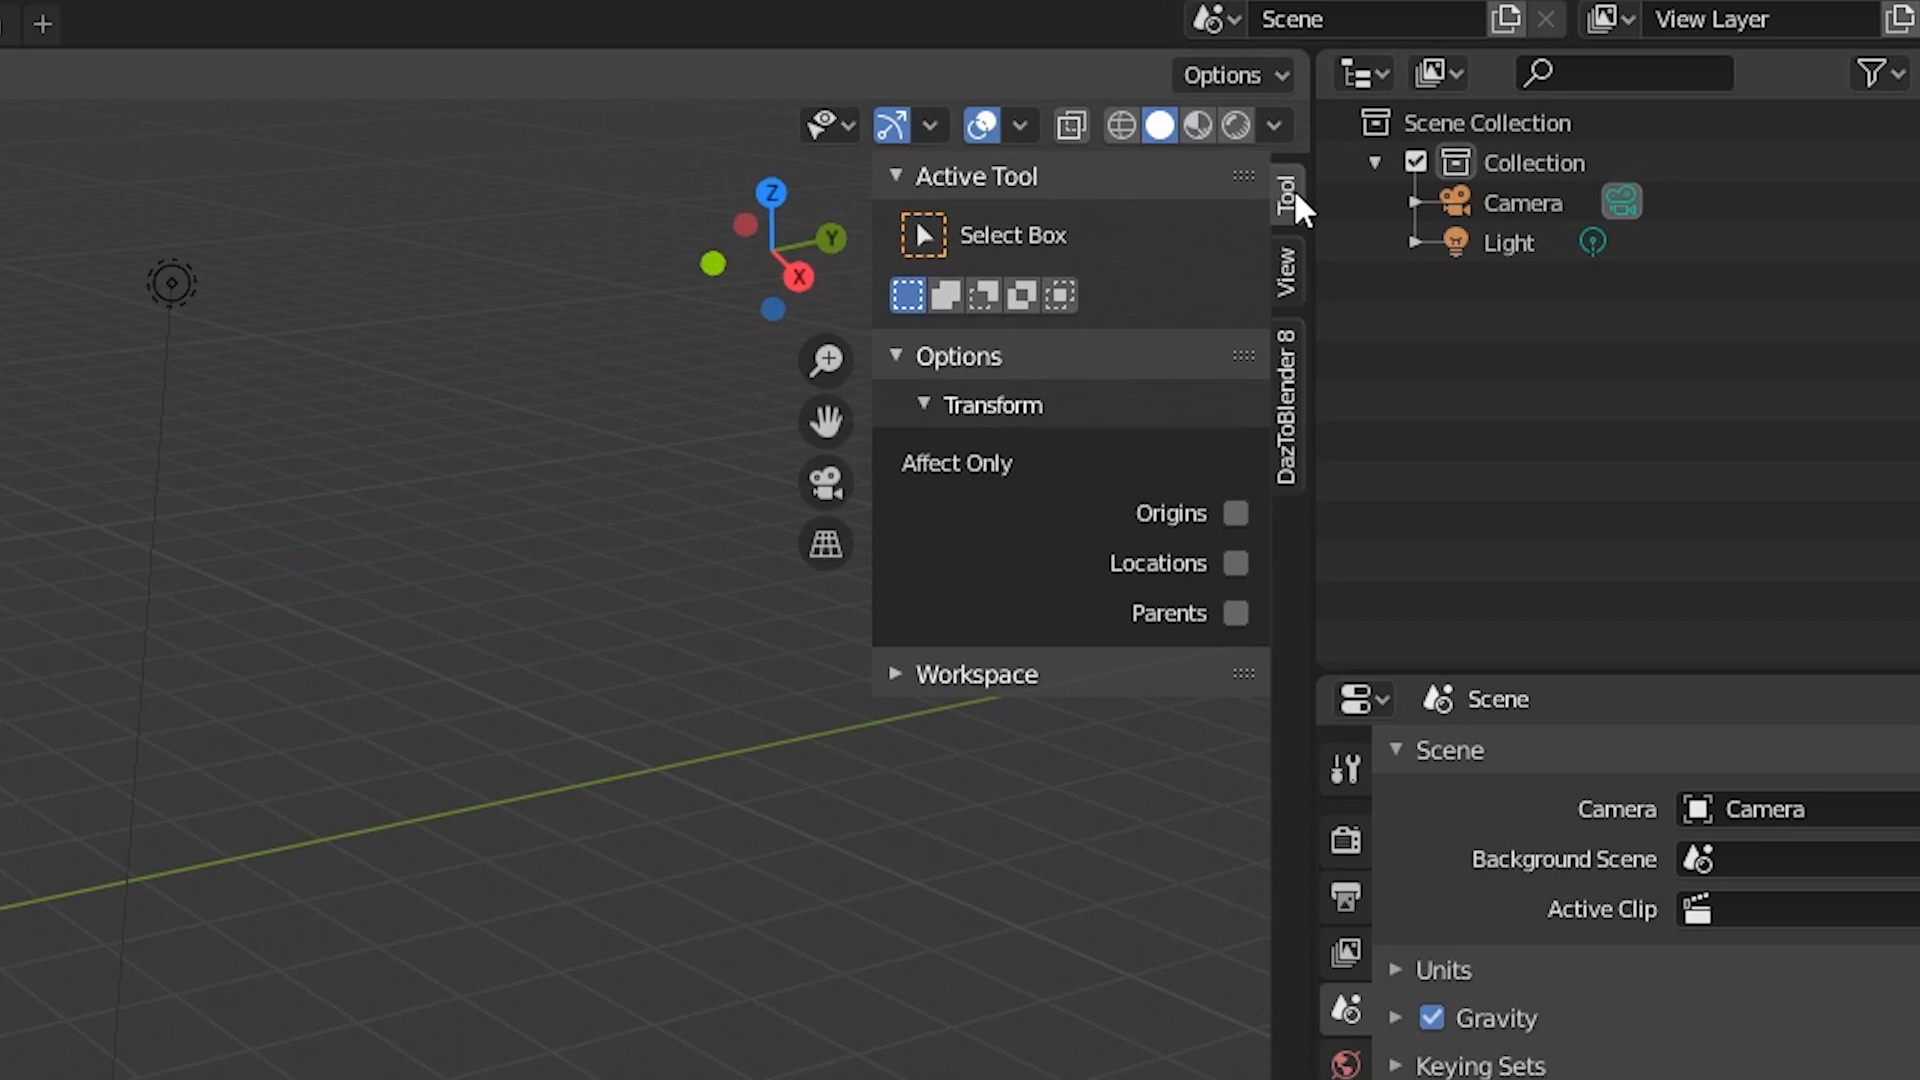 Scene
View Layer
Options
Active Tool
Select Box
Options
Transform
Affect Only
Origins
Locations
Parents
Workspace
Z
Y
X
Tool
View
DazToBlender 8
Scene Collection
Collection
Camera
Light
Scene
Scene
Camera
Camera
Background Scene
Active Clip
Units
Gravity
Keying Sets